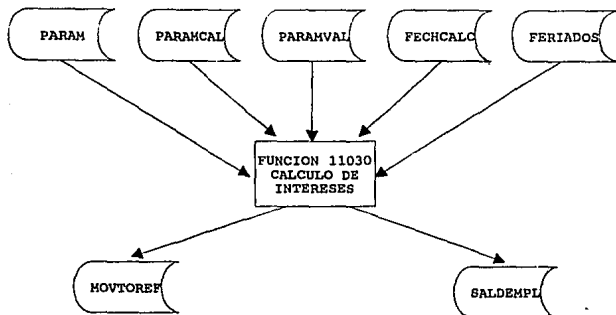 PARAM
PARAMCAL
PARAMVAL
FECHCALC
FERIADOS
FUNCION 11030
CALCULO DE
INTERESES
MOVTOREF
SALDEMPL